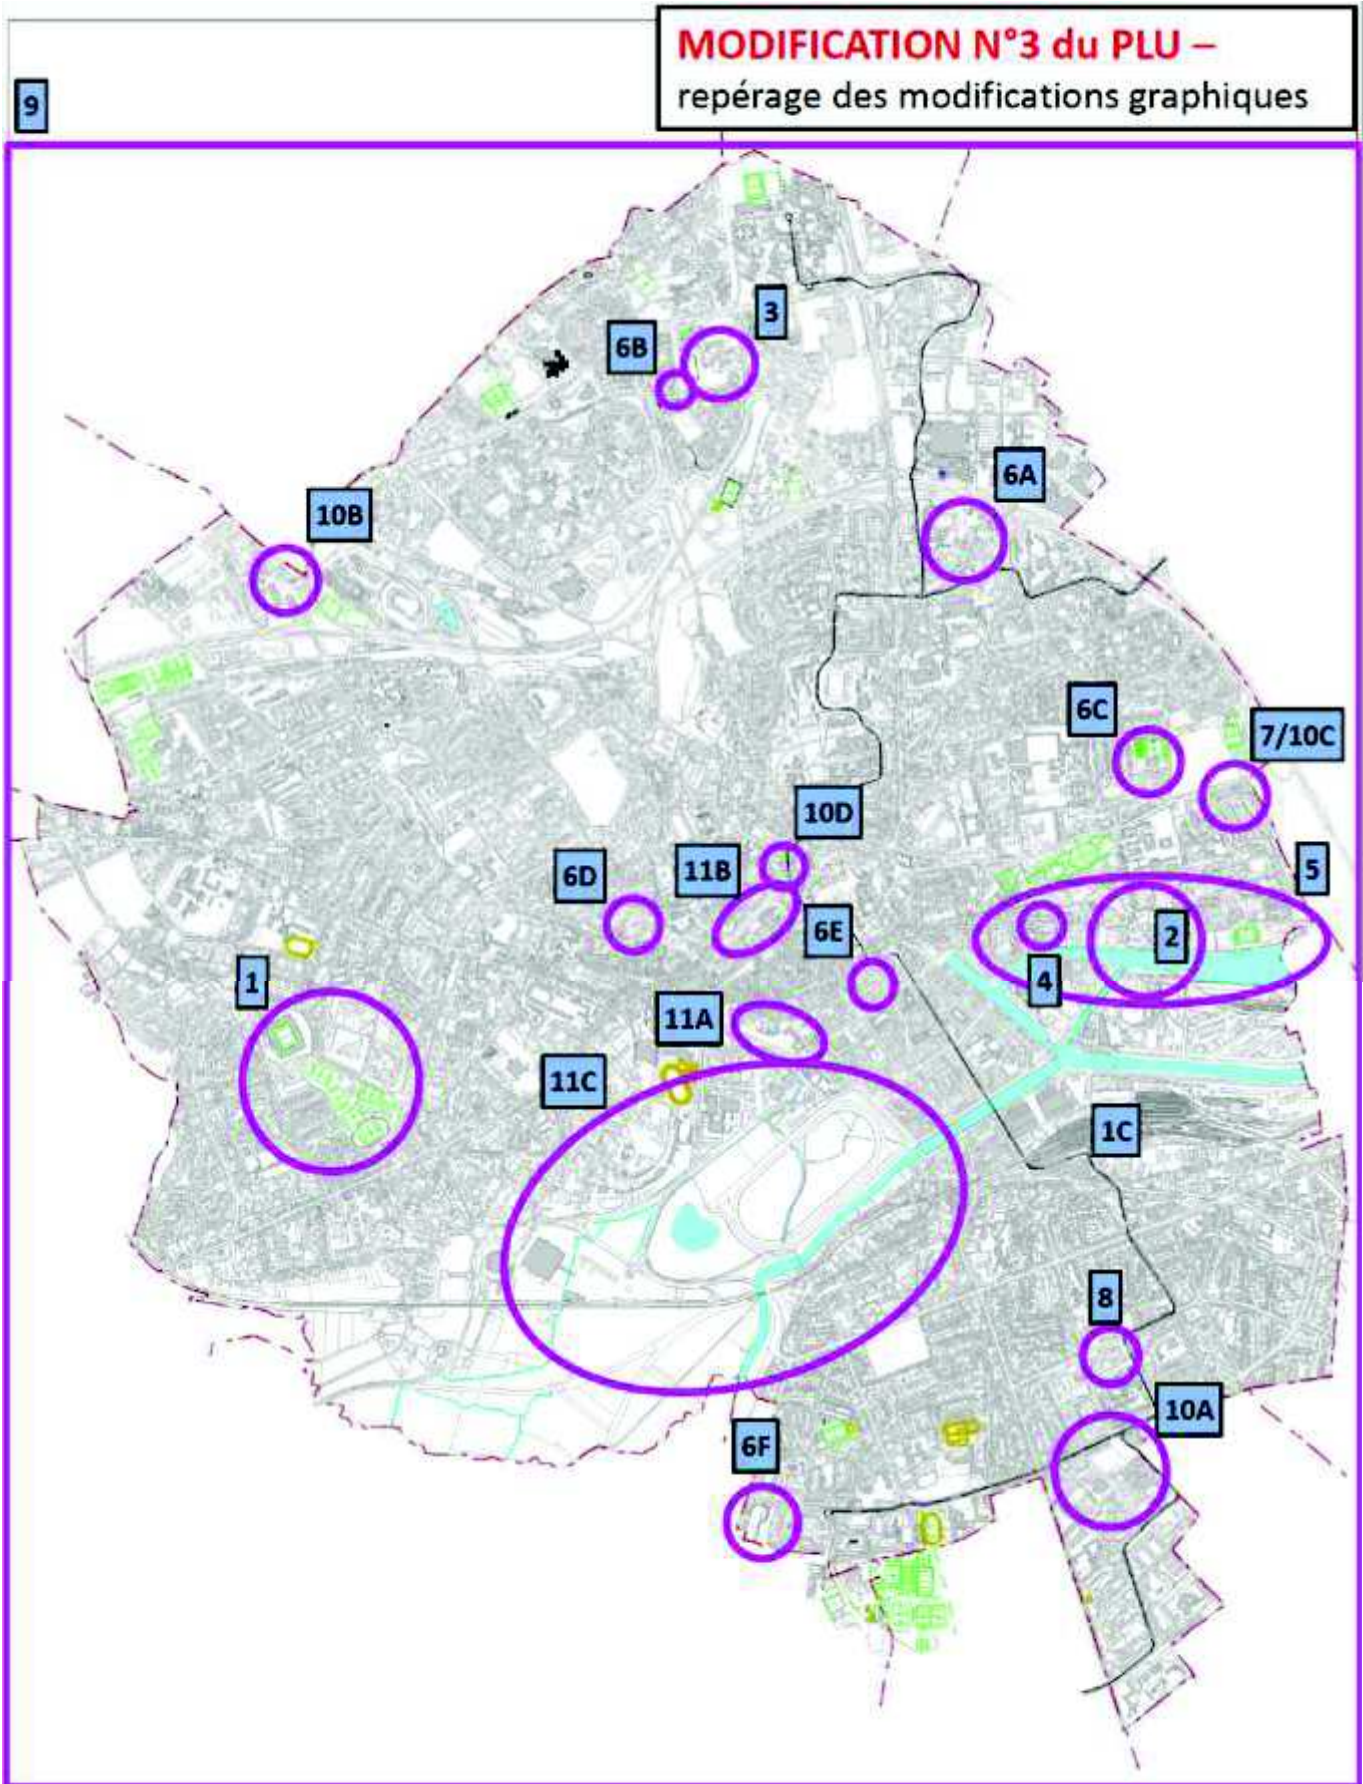 MODIFICATION N°3 du PLU –
repérage des modifications graphiques
9
3
6B
6A
10B
6C
7/10C
10D
11B
6D
5
6E
2
1
4
11A
11C
1C
8
10A
6F